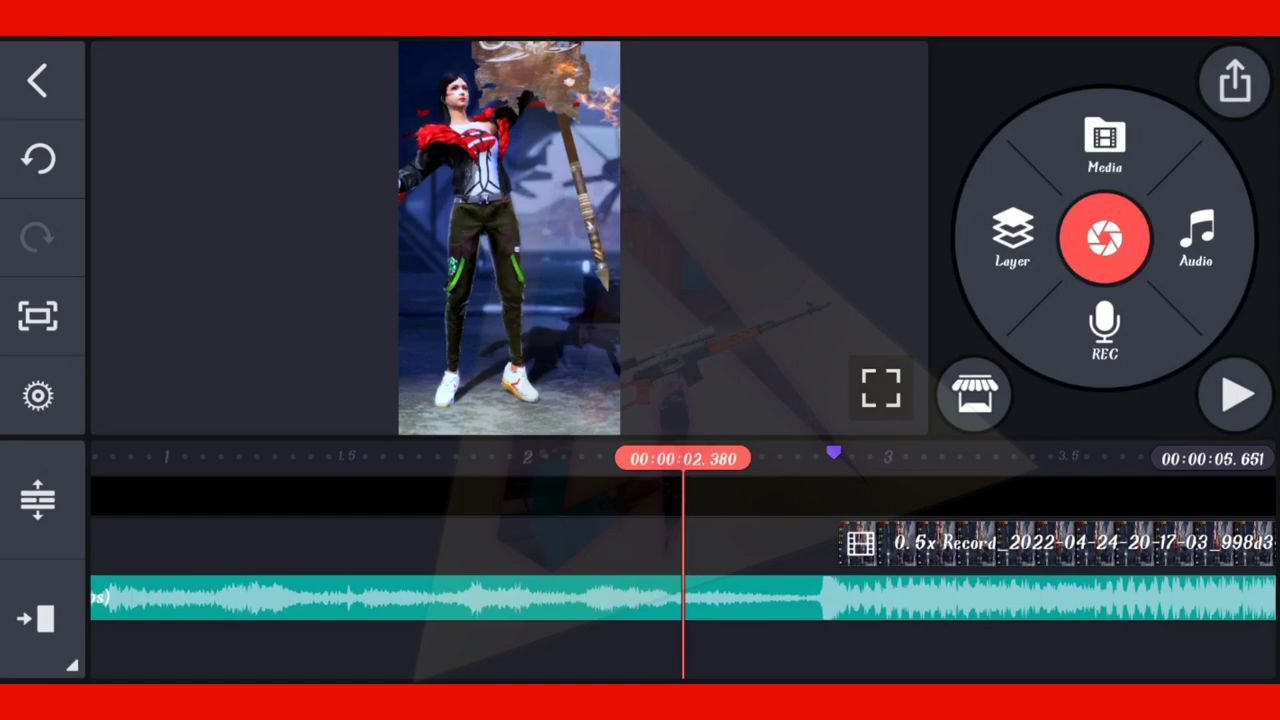 Media
Layer
Audio
REC
1
1.5
2
00:00:02.380
3
3.5
00:00:05.651
0.5x Record_2022-04-24-20-17-03_998d3
ps)